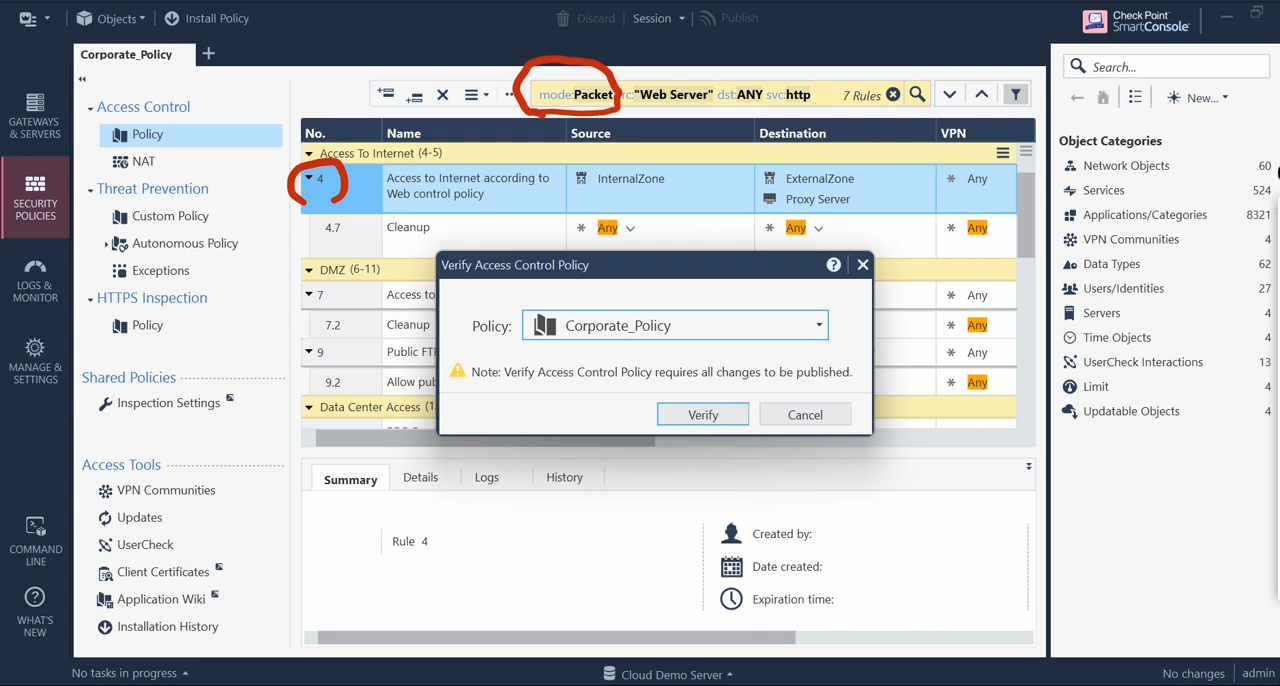 Objects
Install Policy
Discard
Session
Publish
Check Point
SmartConsole
Corporate_Policy
GATEWAYS
& SERVERS
SECURITY
POLICIES
LOGS &
MONITOR
MANAGE &
SETTINGS
COMMAND
LINE
WHAT'S
NEW
Access Control
Policy
NAT
Threat Prevention
Custom Policy
Autonomous Policy
Exceptions
HTTPS Inspection
Policy
Shared Policies
Inspection Settings
Access Tools
VPN Communities
Updates
UserCheck
Client Certificates
Application Wiki
Installation History
mode:Packet rc:"Web Server" dst:ANY svc:http
7 Rules
No. Name Source Destination VPN
Access To Internet (4-5)
4 Access to Internet according to
Web control policy
InternalZone
ExternalZone
Proxy Server
Any
4.7 Cleanup Any Any Any
DMZ (6-11)
7 Access to Any
7.2 Cleanup Any
9 Public FT Any
9.2 Allow pub Any
Data Center Access (1
Verify Access Control Policy
Policy: Corporate_Policy
Note: Verify Access Control Policy requires all changes to be published.
Verify Cancel
Summary Details Logs History
Rule 4
Created by:
Date created:
Expiration time:
Search...
New...
Object Categories
Network Objects 60
Services 524
Applications/Categories 8321
VPN Communities 4
Data Types 62
Users/Identities 27
Servers 3
Time Objects 4
UserCheck Interactions 13
Limit 4
Updatable Objects 4
No tasks in progress
Cloud Demo Server
No changes
admin